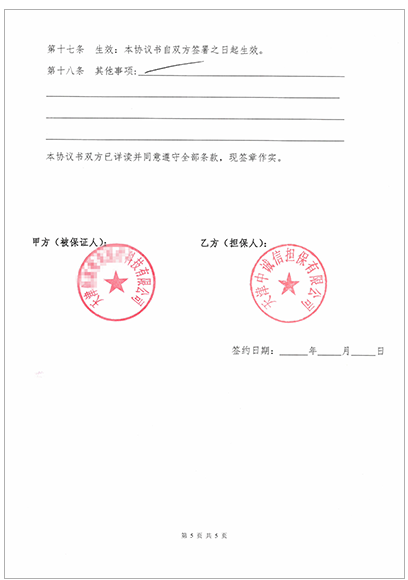 第十七条 生效：本协议书自双方签署之日起生效。
第十八条 其他事项:
本协议书双方已详读并同意遵守全部条款，现签章作实。
甲方（被保证人）：
乙方（担保人）：
天津
科技有限公司
天津中诚信担保有限公司
签约日期：_____年_____月_____日
第 5 页 共 5 页